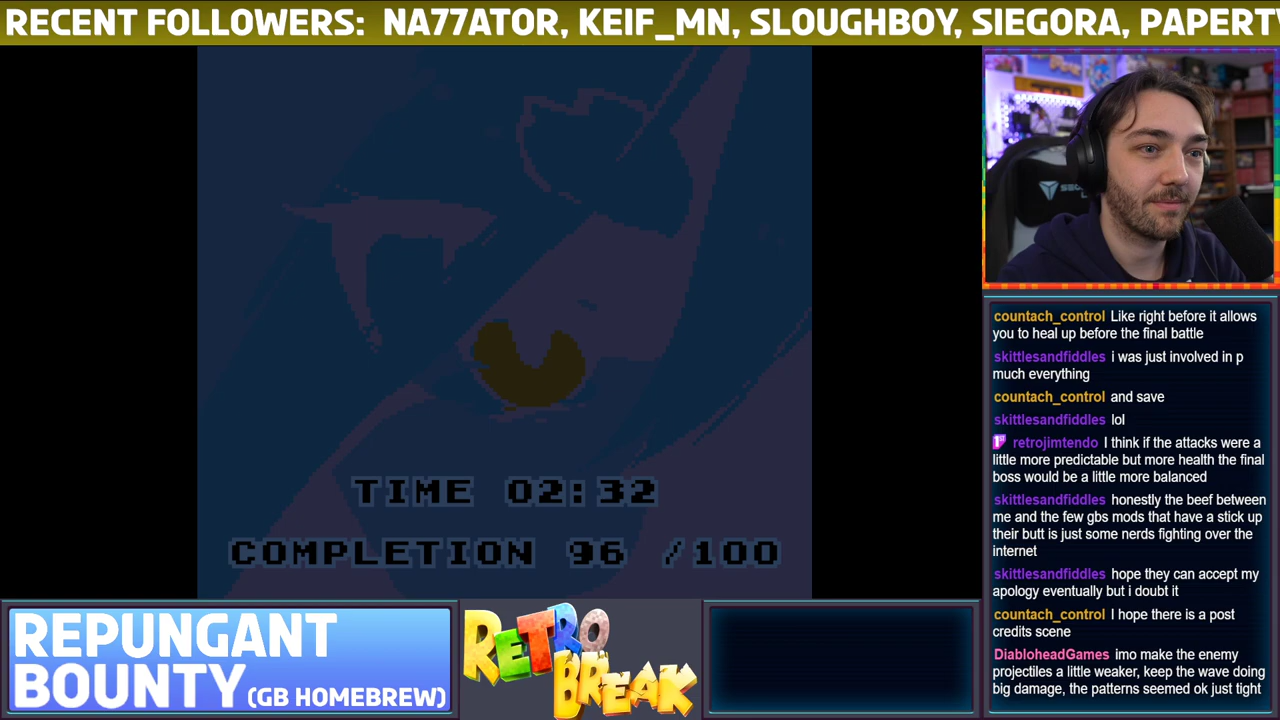 RECENT FOLLOWERS: NA77ATOR, KEIF_MN, SLOUGHBOY, SIEGORA, PAPERTY
TIME 02:32
COMPLETION 96 /100
countach_control Like right before it allows
you to heal up before the final battle
skittlesandfiddles i was just involved in p
much everything
countach_control and save
skittlesandfiddles lol
retrojimtendo I think if the attacks were a
little more predictable but more health the final
boss would be a little more balanced
skittlesandfiddles honestly the beef between
me and the few gbs mods that have a stick up
their butt is just some nerds fighting over the
internet
skittlesandfiddles hope they can accept my
apology eventually but i doubt it
countach_control I hope there is a post
credits scene
DiabloheadGames imo make the enemy
projectiles a little weaker, keep the wave doing
big damage, the patterns seemed ok just tight
REPUNGANT
BOUNTY (GB HOMEBREW)
RETRO
BREAK